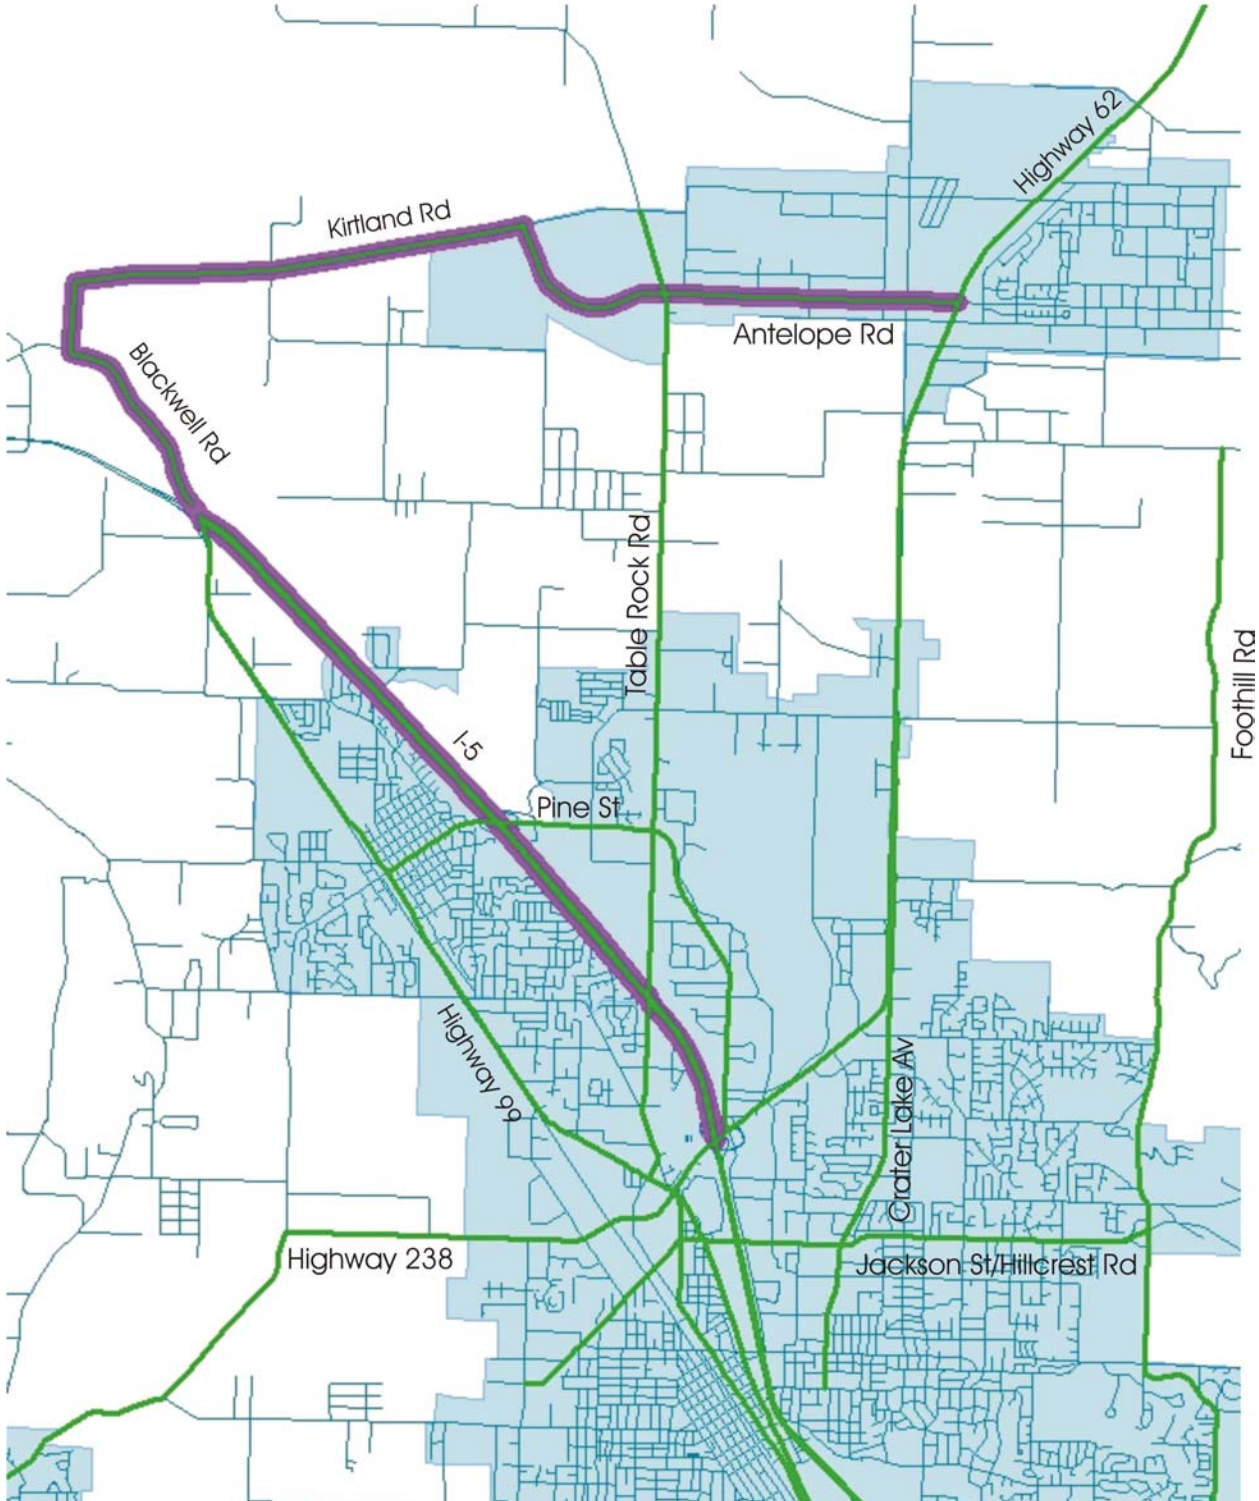 Highway 62
Kirtland Rd
Antelope Rd
Blackwell Rd
Table Rock Rd
Foothill Rd
I-5
Pine St
Highway 99
Crater Lake Av
Highway 238
Jackson St/Hillcrest Rd